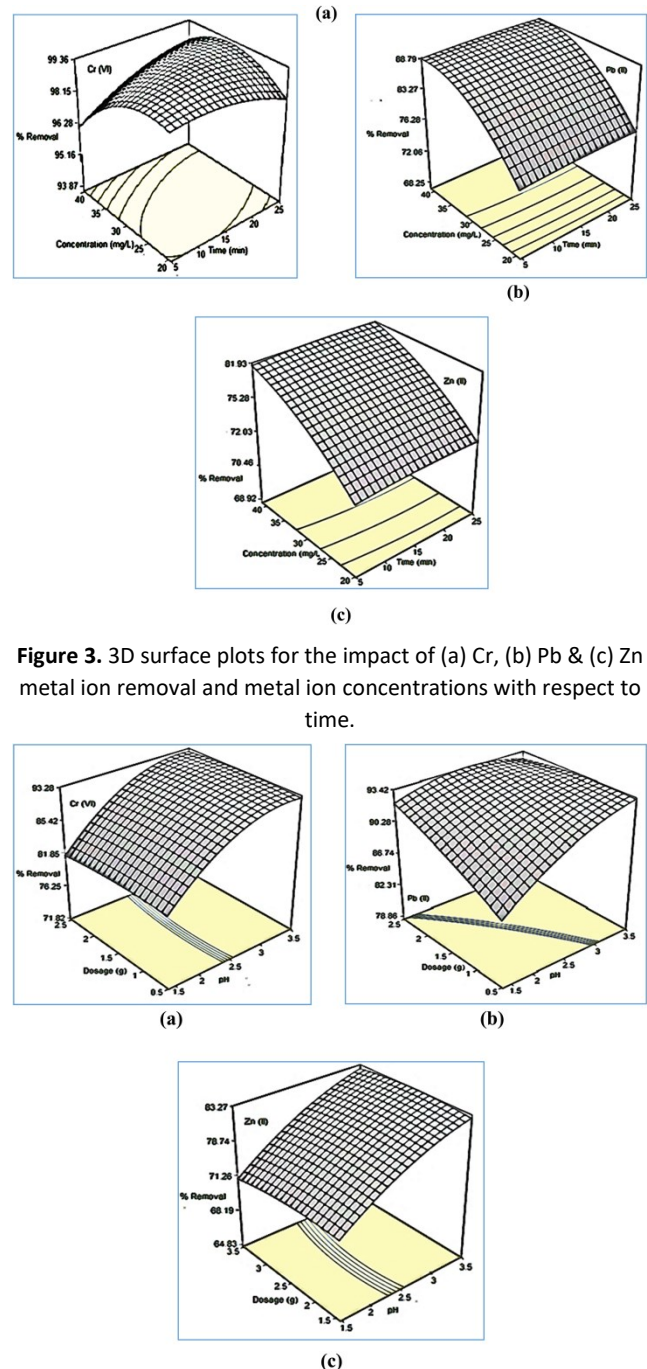 (a)
99.36
Cr (VI)
98.15
96.28
% Removal
95.16
93.87
40
35
30
25
20
Concentration (mg/L)
5
10
15
20
25
Time (min)
88.79
Pb (II)
83.27
76.28
% Removal
72.06
68.25
40
35
30
25
20
Concentration (mg/L)
5
10
15
20
25
Time (min)
(b)
81.93
Zn (II)
75.28
72.03
70.46
% Removal
68.92
40
35
30
25
20
Concentration (mg/L
5
10
15
20
25
Time (min)
(c)
Figure 3. 3D surface plots for the impact of (a) Cr, (b) Pb & (c) Zn
metal ion removal and metal ion concentrations with respect to
time.
93.28
Cr (VI)
85.42
81.85
% Removal
76.25
71.82
2.5
2
1.5
1
0.5
Dosage (g)
1.5
2
2.5
3
3.5
pH
(a)
93.42
90.28
86.74
% Removal
82.31
Pb (II)
78.86
2.5
2
1.5
1
0.5
Dosage (g)
1.5
2
2.5
3
3.5
pH
(b)
83.27
Zn (II)
78.74
71.26
% Removal
68.19
64.83
3.5
3
2.5
2
1.5
Dosage (g)
1.5
2
2.5
3
3.5
pH
(c)